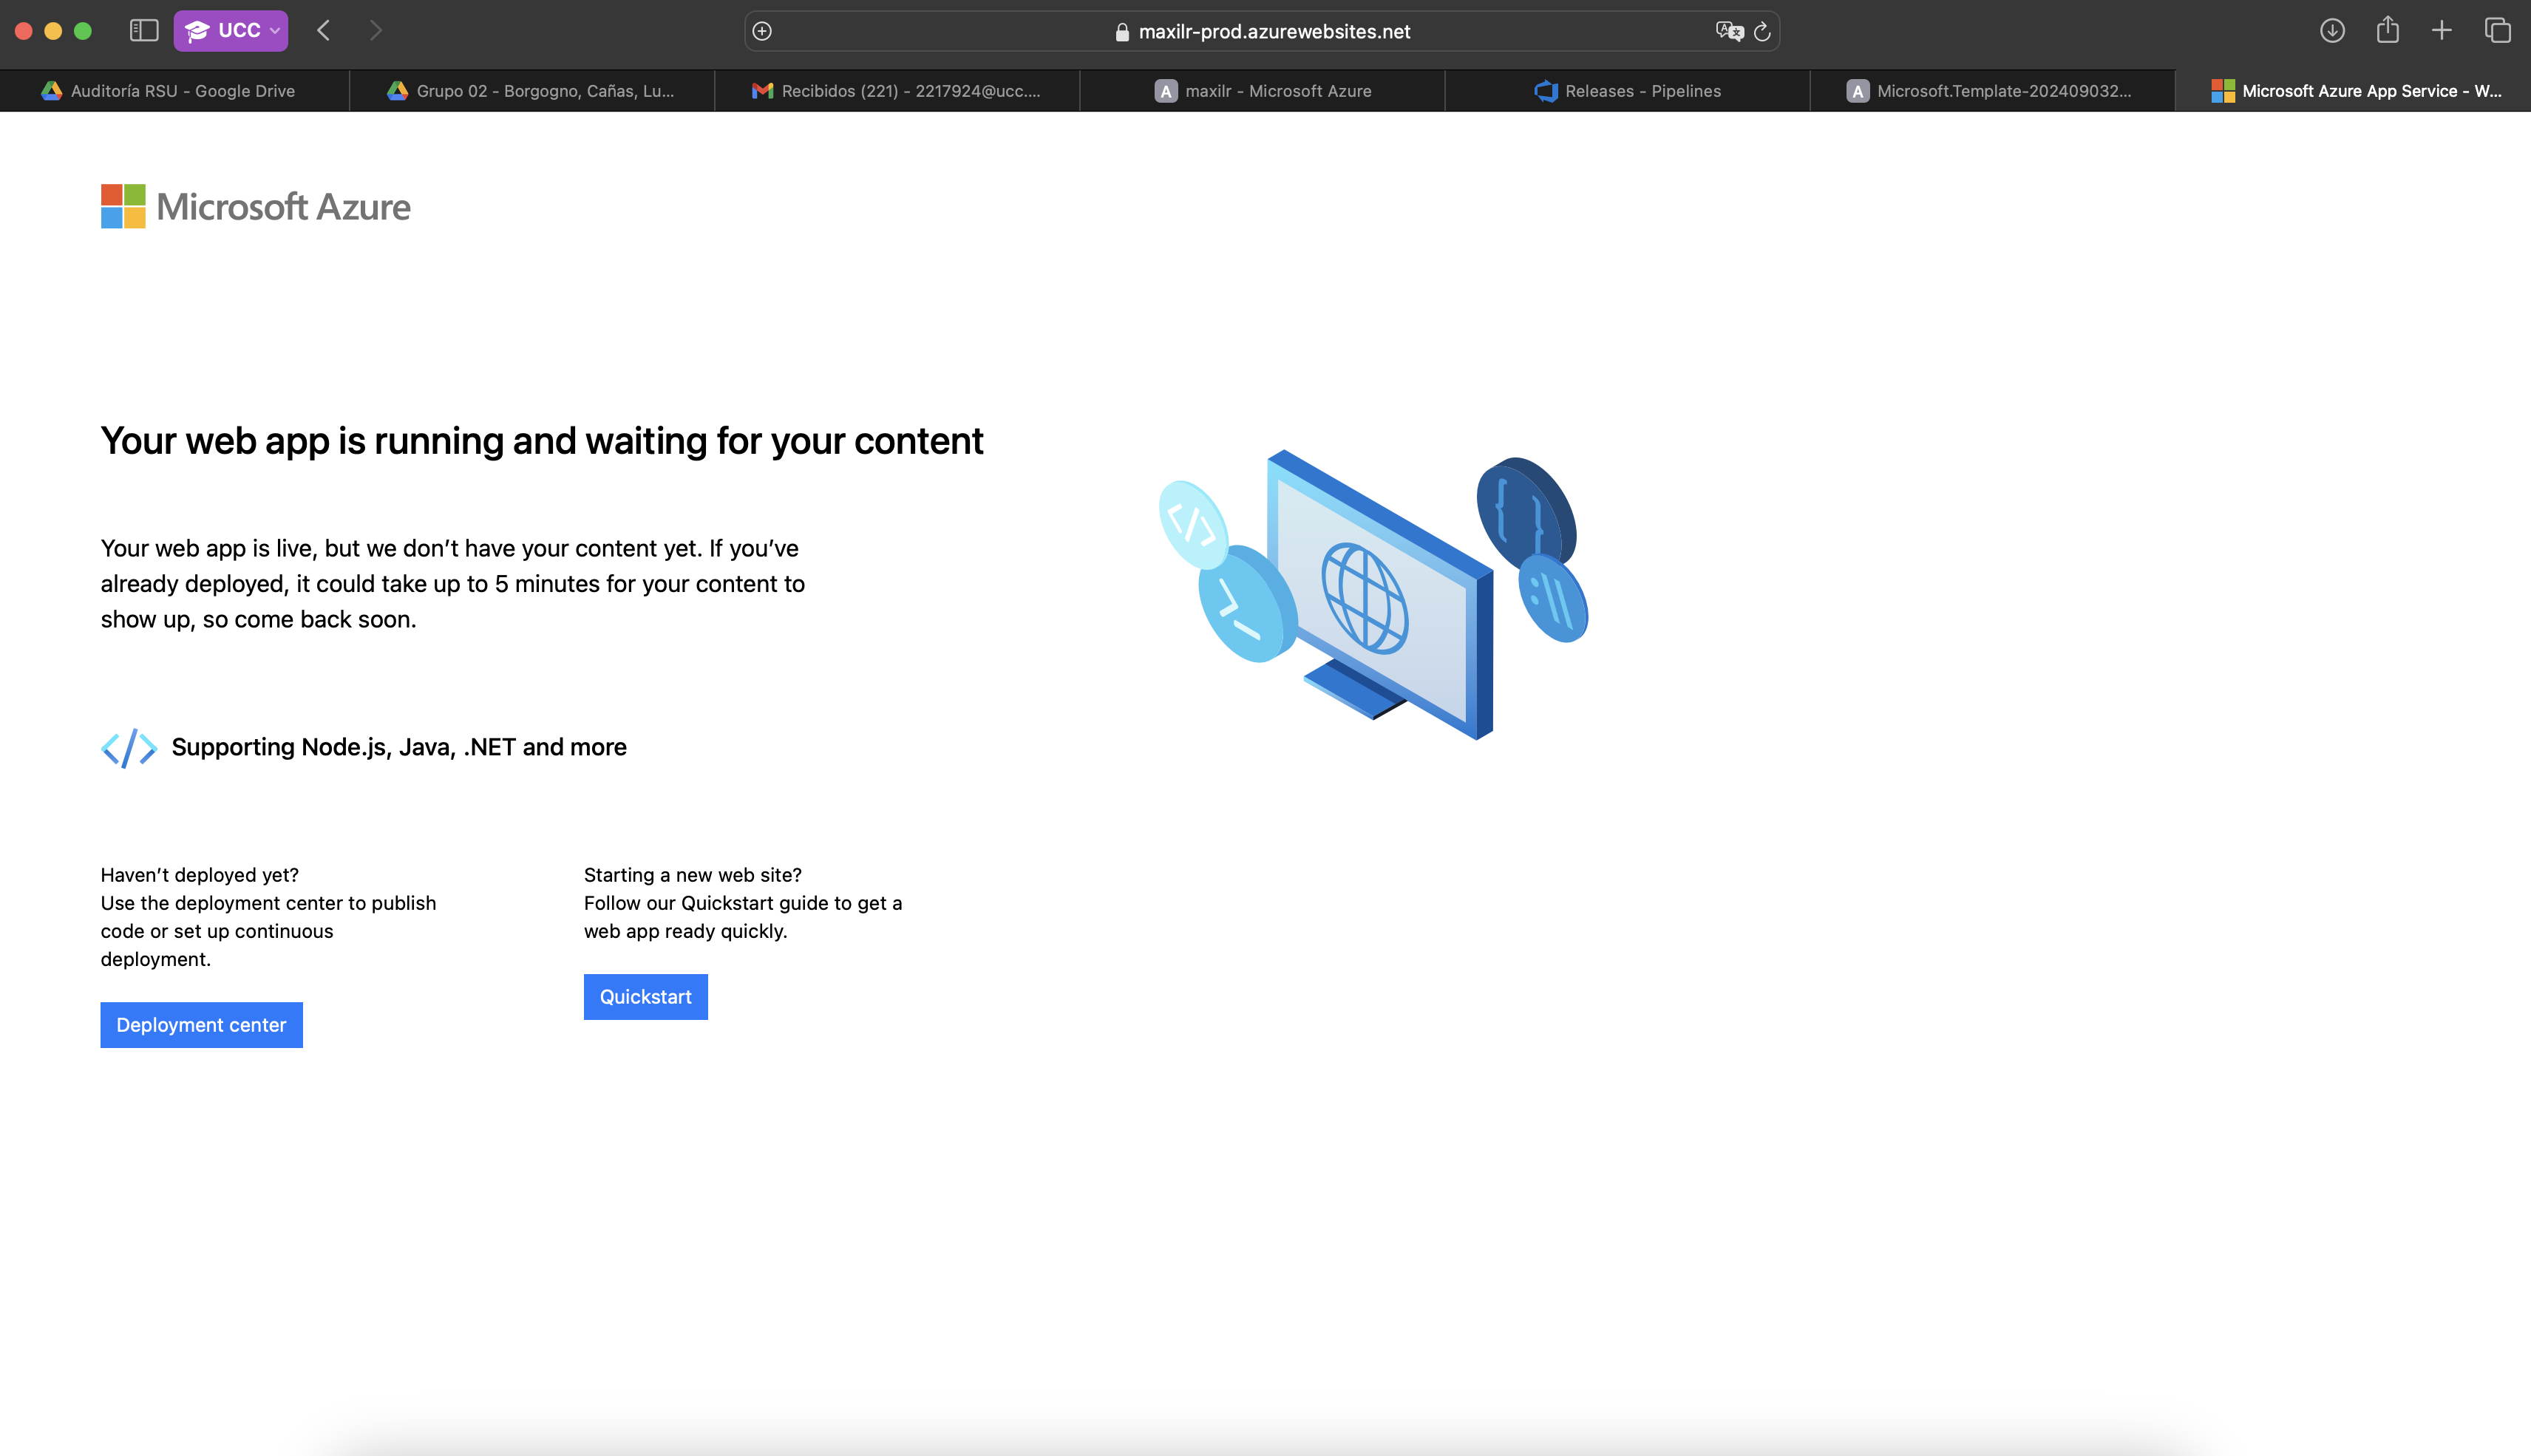 UCC
maxilr-prod.azurewebsites.net
Auditoría RSU - Google Drive
Grupo 02 - Borgogno, Cañas, Lu...
Recibidos (221) - 2217924@ucc....
A maxilr - Microsoft Azure
Releases - Pipelines
A Microsoft.Template-202409032...
Microsoft Azure App Service - W...
Microsoft Azure
Your web app is running and waiting for your content
Your web app is live, but we don’t have your content yet. If you’ve
already deployed, it could take up to 5 minutes for your content to
show up, so come back soon.
</> Supporting Node.js, Java, .NET and more
Haven’t deployed yet?
Use the deployment center to publish
code or set up continuous
deployment.
Deployment center
Starting a new web site?
Follow our Quickstart guide to get a
web app ready quickly.
Quickstart